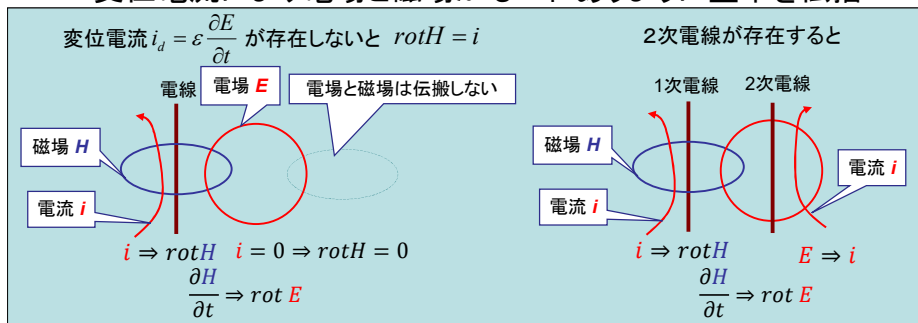 変位電流 i_d = ε ∂E/∂t が存在しないと rotH = i
電線
電場 E
電場と磁場は伝搬しない
磁場 H
電流 i
i ⇒ rotH
i = 0 ⇒ rotH = 0
∂H/∂t ⇒ rot E
2次電線が存在すると
1次電線
2次電線
磁場 H
電流 i
電流 i
i ⇒ rotH
E ⇒ i
∂H/∂t ⇒ rot E